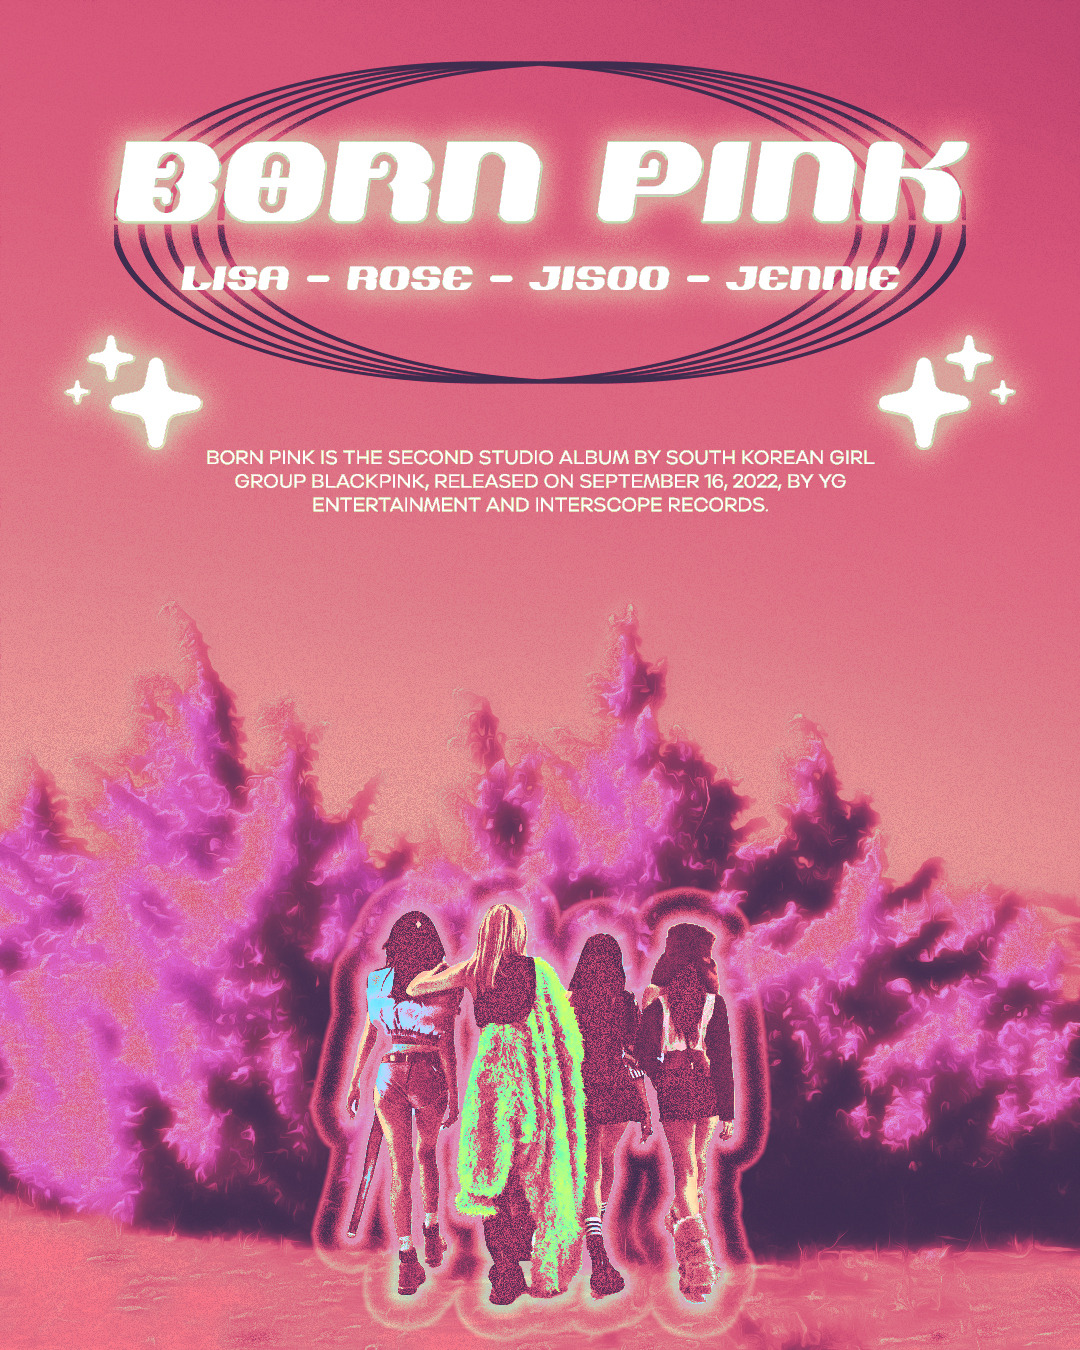 BORN PINK
LISA - ROSE - JISOO - JENNIE
BORN PINK IS THE SECOND STUDIO ALBUM BY SOUTH KOREAN GIRL
GROUP BLACKPINK, RELEASED ON SEPTEMBER 16, 2022, BY YG
ENTERTAINMENT AND INTERSCOPE RECORDS.